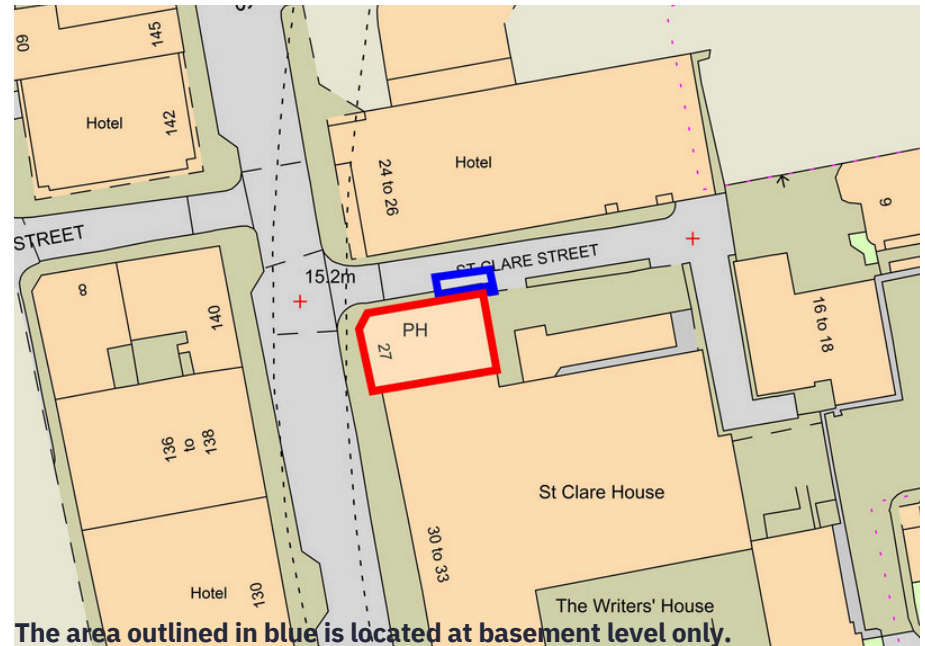 145
60
Hotel
142
Hotel
24 to 26
STREET
ST CLARE STREET
9
15.2m
8
140
PH
27
16 to 18
136
to
138
St Clare House
30 to 33
Hotel
130
The Writers' House
The area outlined in blue is located at basement level only.